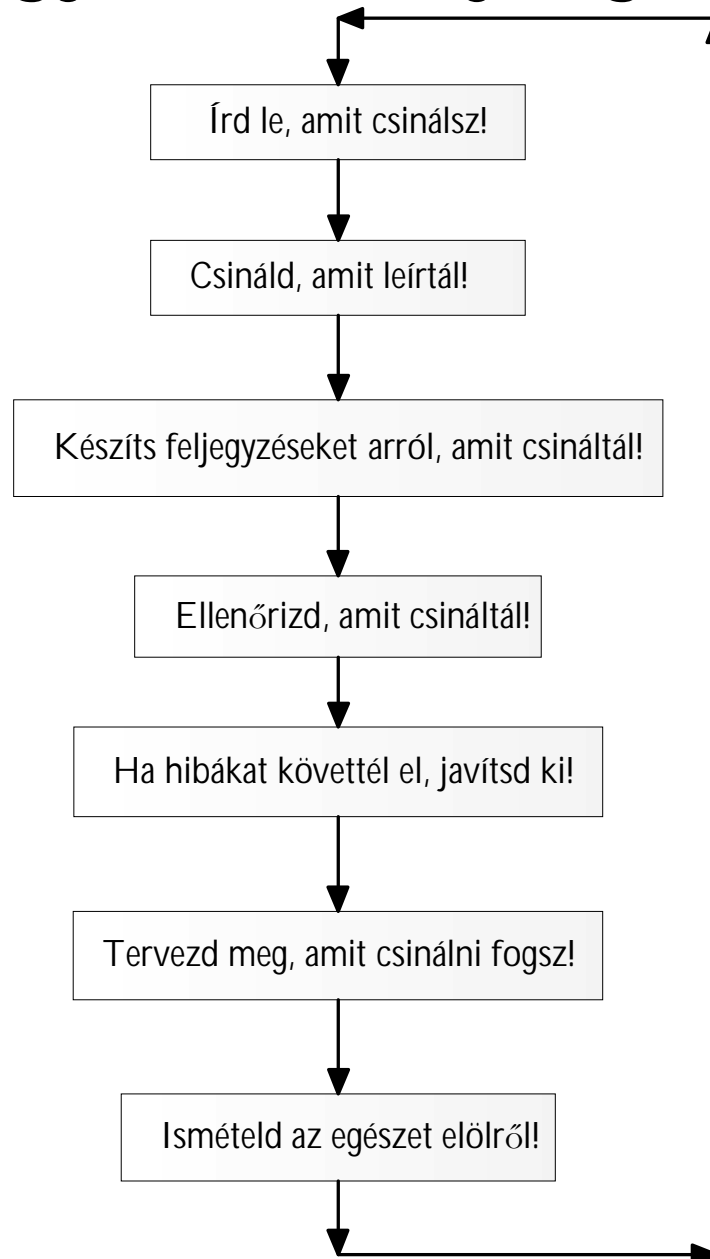 Írd le, amit csinálsz!
Csináld, amit leírtál!
Készíts feljegyzéseket arról, amit csináltál!
Ellenőrizd, amit csináltál!
Ha hibákat követtél el, javítsd ki!
Tervezd meg, amit csinálni fogsz!
Ismételd az egészet elölről!